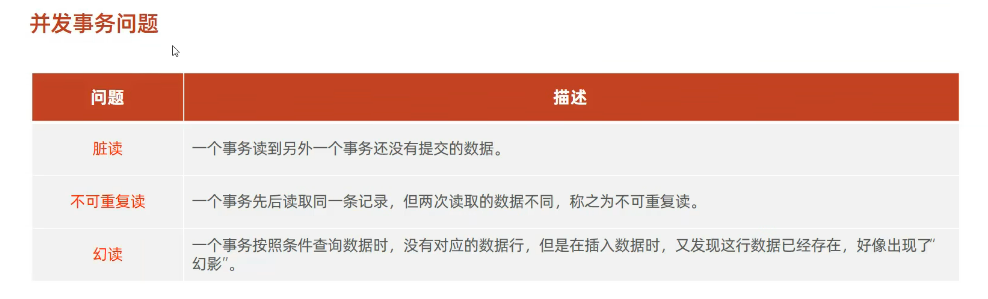 并发事务问题
问题
描述
脏读
一个事务读到另外一个事务还没有提交的数据。
不可重复读
一个事务先后读取同一条记录，但两次读取的数据不同，称之为不可重复读。
幻读
一个事务按照条件查询数据时，没有对应的数据行，但是在插入数据时，又发现这行数据已经存在，好像出现了“
幻影”。